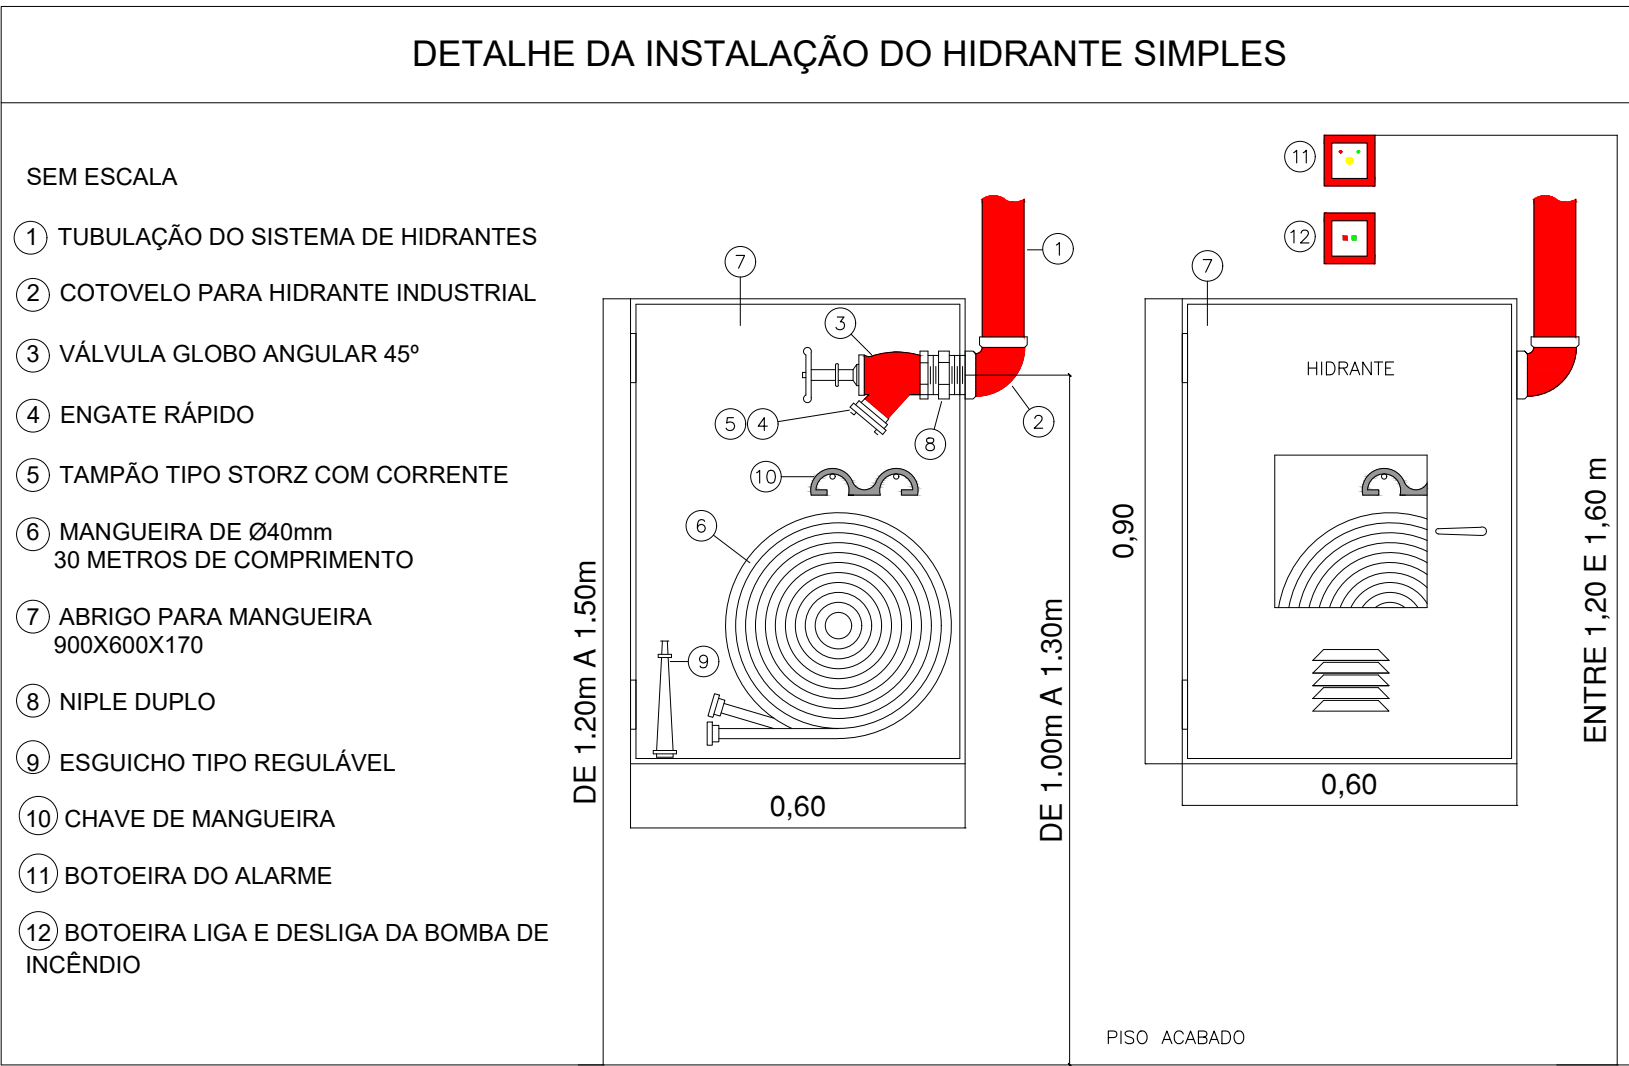 DETALHE DA INSTALAÇÃO DO HIDRANTE SIMPLES
SEM ESCALA
1 TUBULAÇÃO DO SISTEMA DE HIDRANTES
2 COTOVELO PARA HIDRANTE INDUSTRIAL
3 VÁLVULA GLOBO ANGULAR 45º
4 ENGATE RÁPIDO
5 TAMPÃO TIPO STORZ COM CORRENTE
6 MANGUEIRA DE Ø40mm
30 METROS DE COMPRIMENTO
7 ABRIGO PARA MANGUEIRA
900X600X170
8 NIPLE DUPLO
9 ESGUICHO TIPO REGULÁVEL
10 CHAVE DE MANGUEIRA
11 BOTOEIRA DO ALARME
12 BOTOEIRA LIGA E DESLIGA DA BOMBA DE
INCÊNDIO
7
1
3
5 4
8
2
10
6
9
DE 1.20m A 1.50m
0,60
DE 1.00m A 1.30m
11
12
7
HIDRANTE
0,90
0,60
ENTRE 1,20 E 1,60 m
PISO ACABADO